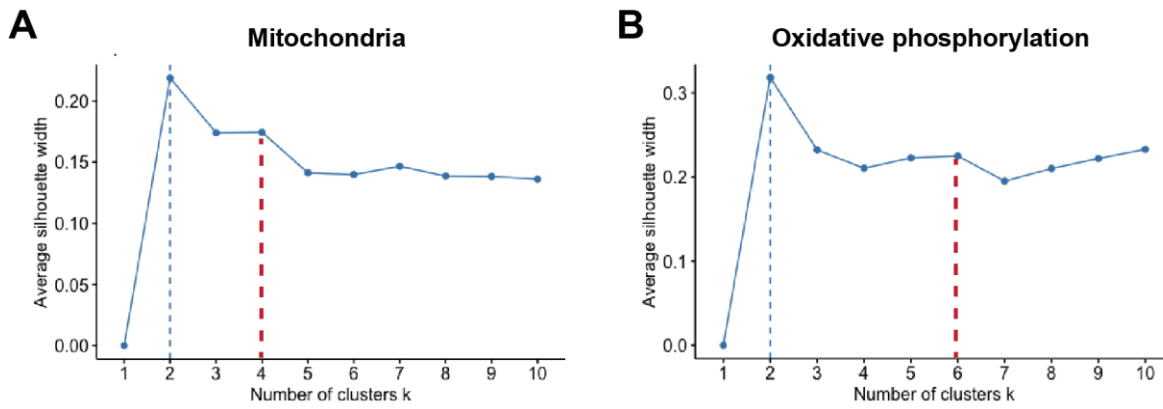 A
Mitochondria
Average silhouette width
0.20
0.15
0.10
0.05
0.00
1 2 3 4 5 6 7 8 9 10
Number of clusters k
B
Oxidative phosphorylation
Average silhouette width
0.3
0.2
0.1
0.0
1 2 3 4 5 6 7 8 9 10
Number of clusters k